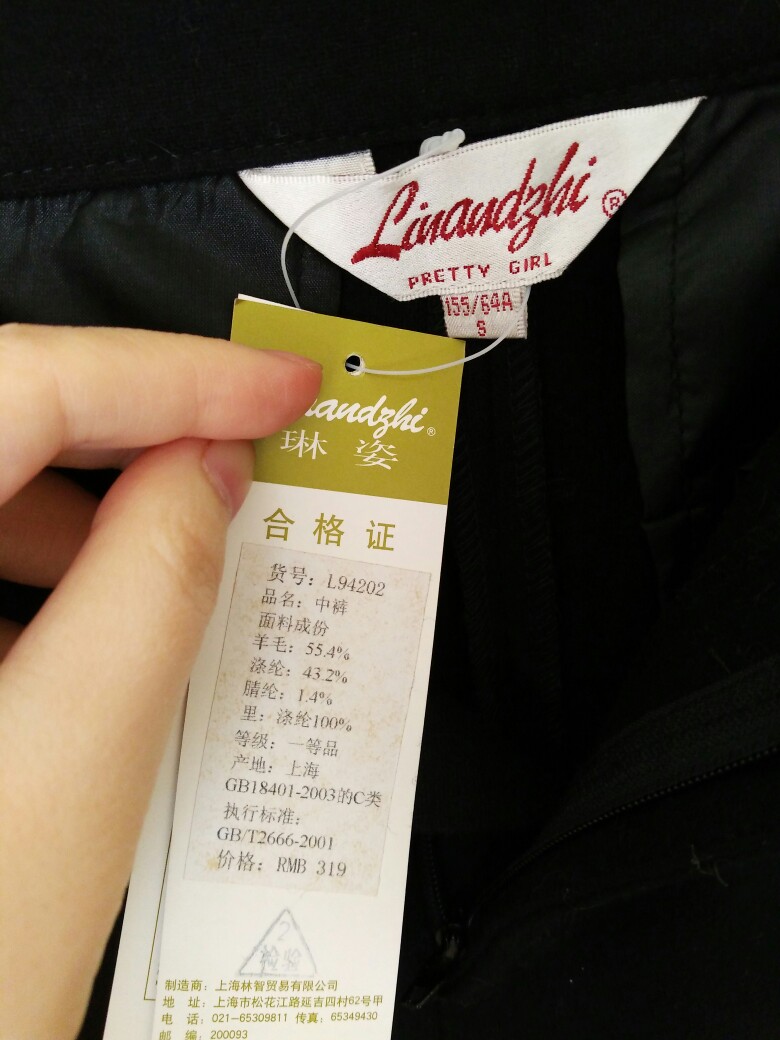 Linandzhi ®
PRETTY GIRL
155/64A
S
andzhi®
琳 姿
合格证
货号：L94202
品名：中裤
面料成份
羊毛：55.4%
涤纶：43.2%
腈纶：1.4%
里：涤纶100%
等级：一等品
产地：上海
GB18401-2003的C类
执行标准：
GB/T2666-2001
价格：RMB 319
2
检验
制造商：上海林智贸易有限公司
地 址：上海市松花江路延吉四村62号甲
电 话：021-65309811 传真：65349430
邮 编：200093